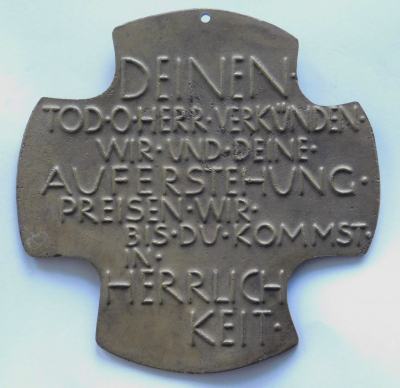 DEINEN·
TOD·O·HERR·VERKÜNDEN·
WIR·UND·DEINE·
AUFERSTEHUNG·
PREISEN·WIR·
BIS·DU·KOMMST·
IN·
HERRLICH
KEIT·